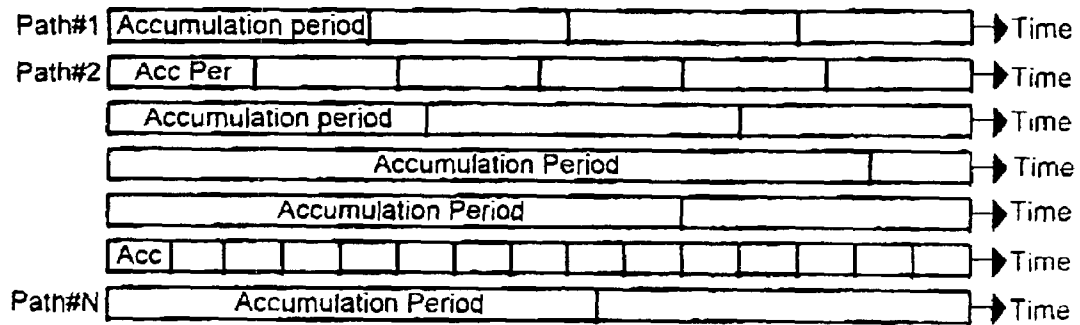 Path#1 Accumulation period Time
Path#2 Acc Per Time
Accumulation period Time
Accumulation Period Time
Accumulation Period Time
Acc Time
Path#N Accumulation Period Time